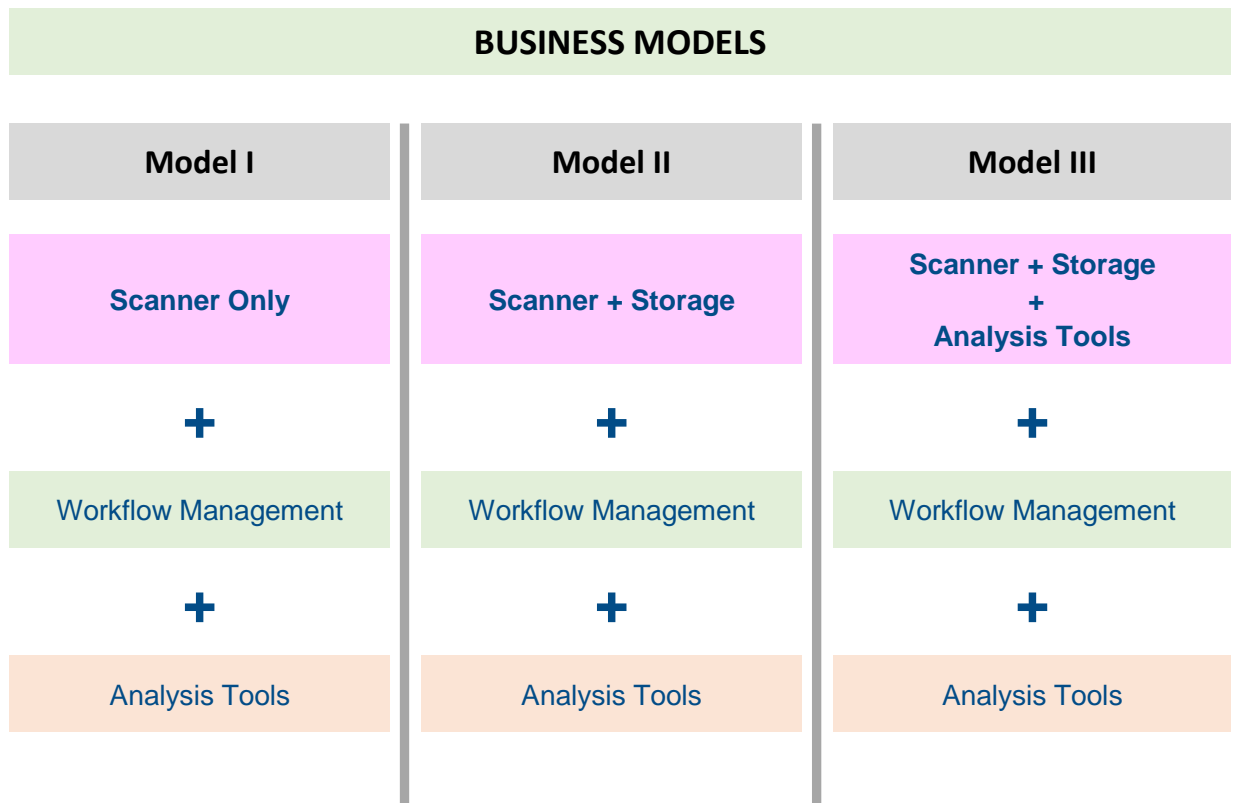 BUSINESS MODELS
Model I
Scanner Only
+
Workflow Management
+
Analysis Tools
Model II
Scanner + Storage
+
Workflow Management
+
Analysis Tools
Model III
Scanner + Storage
+
Analysis Tools
+
Workflow Management
+
Analysis Tools